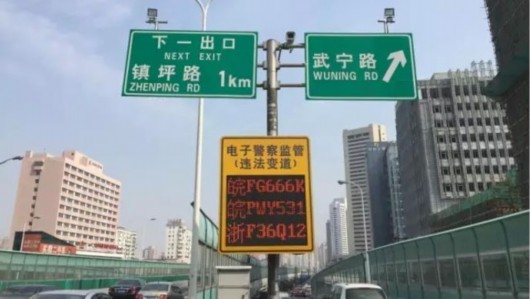 下一出口
NEXT EXIT
镇坪路 1km
ZHENPING RD
武宁路
WUNING RD
电子警察监管
(违法变道)
皖FG666K
皖PWY531
浙F36Q12